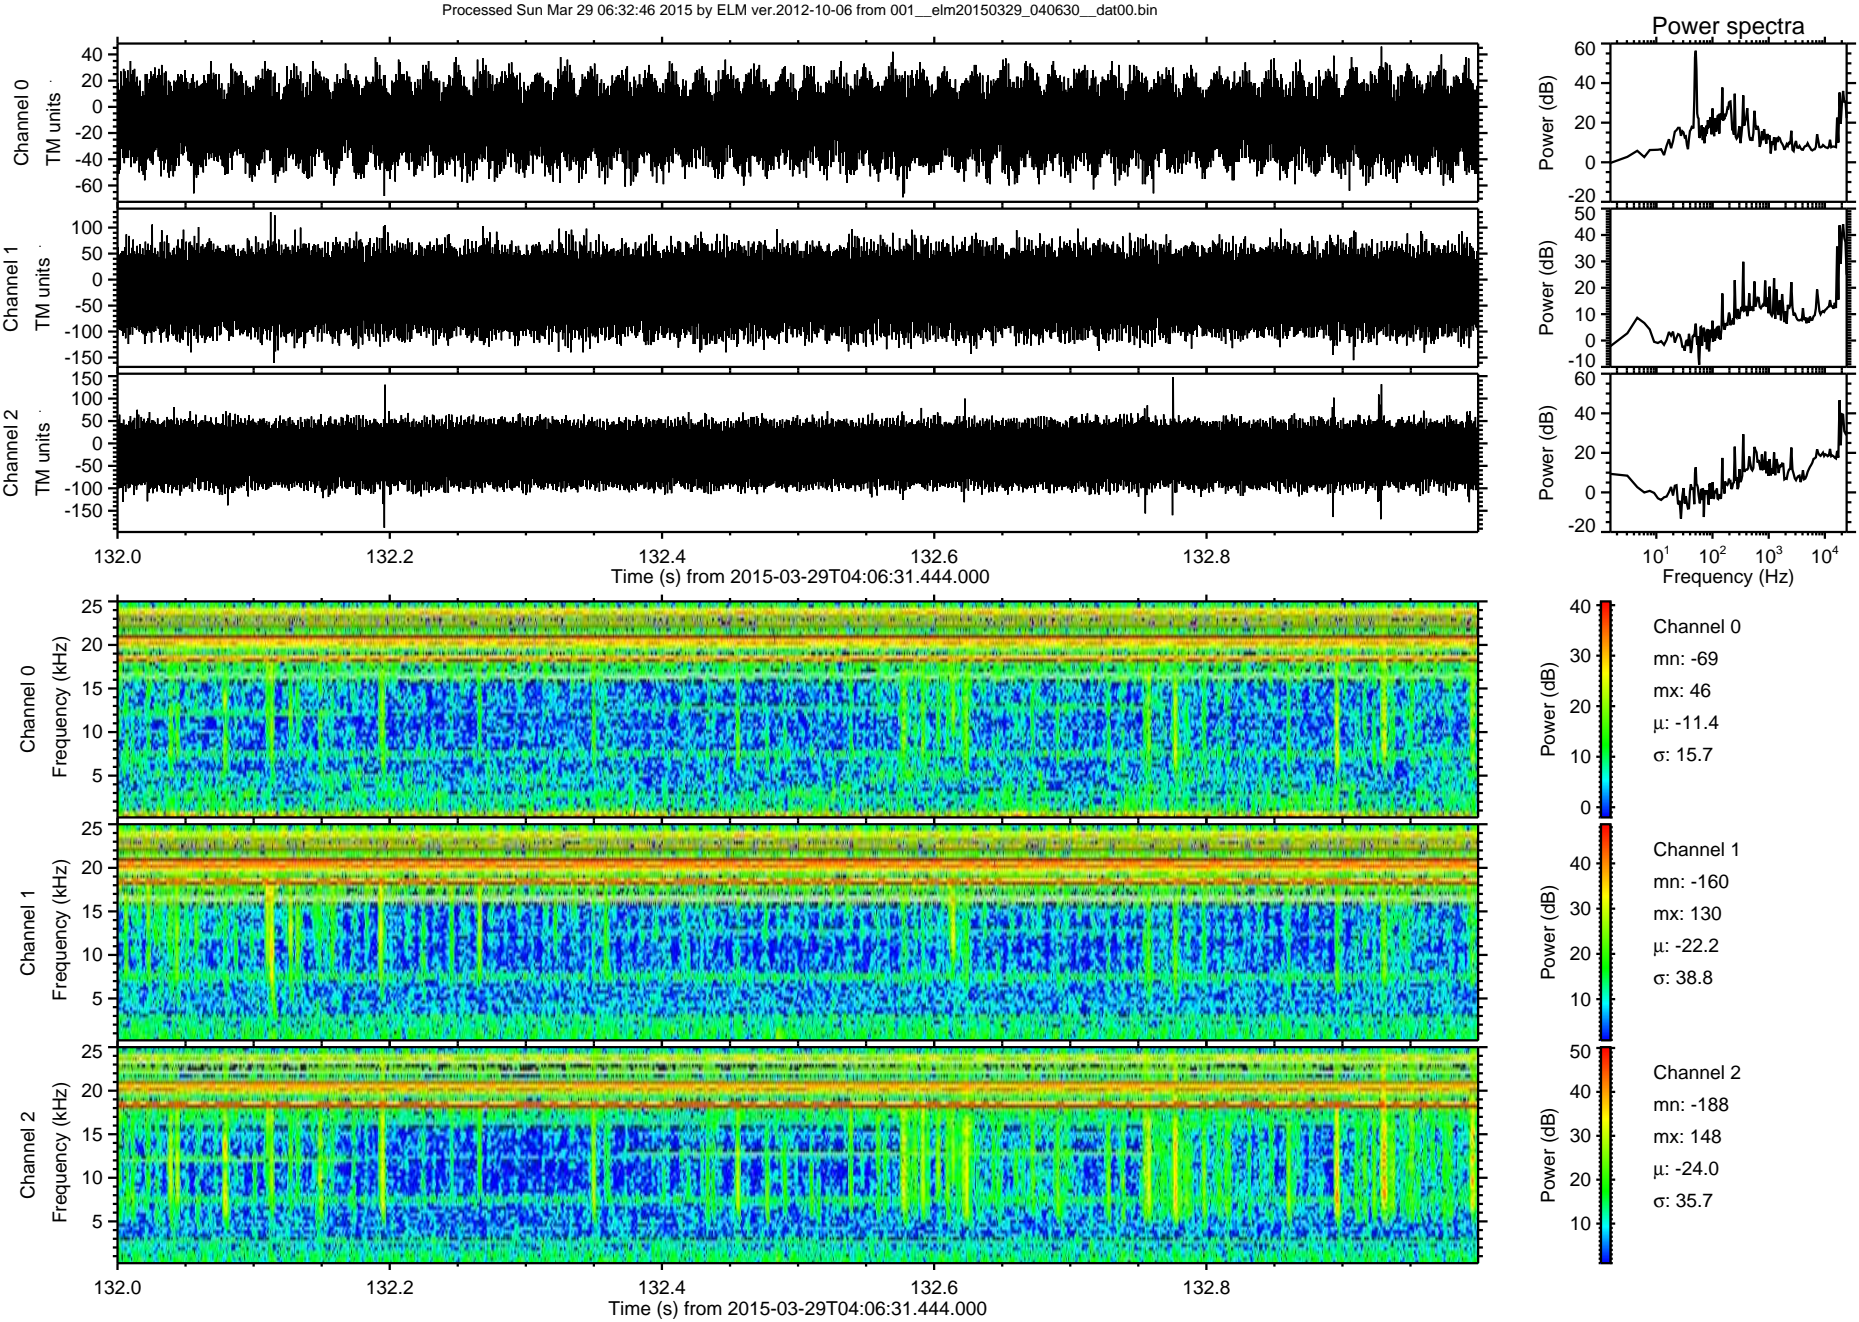 Processed Sun Mar 29 06:32:46 2015 by ELM ver.2012-10-06 from 001__elm20150329_040630__dat00.bin
Power spectra
Channel 0
TM units
40
20
0
-20
-40
-60
Power (dB)
60
40
20
0
-20
Channel 1
TM units
100
50
0
-50
-100
-150
Power (dB)
50
40
30
20
10
0
-10
Channel 2
TM units
150
100
50
0
-50
-100
-150
Power (dB)
60
40
20
0
-20
132.0 132.2 132.4 132.6 132.8
Time (s) from 2015-03-29T04:06:31.444.000
10¹ 10² 10³ 10⁴
Frequency (Hz)
Channel 0
Frequency (kHz)
25
20
15
10
5
Power (dB)
40
30
20
10
0
Channel 0
mn: -69
mx: 46
μ: -11.4
σ: 15.7
Channel 1
Frequency (kHz)
25
20
15
10
5
Power (dB)
40
30
20
10
Channel 1
mn: -160
mx: 130
μ: -22.2
σ: 38.8
Channel 2
Frequency (kHz)
25
20
15
10
5
Power (dB)
50
40
30
20
10
Channel 2
mn: -188
mx: 148
μ: -24.0
σ: 35.7
132.0 132.2 132.4 132.6 132.8
Time (s) from 2015-03-29T04:06:31.444.000